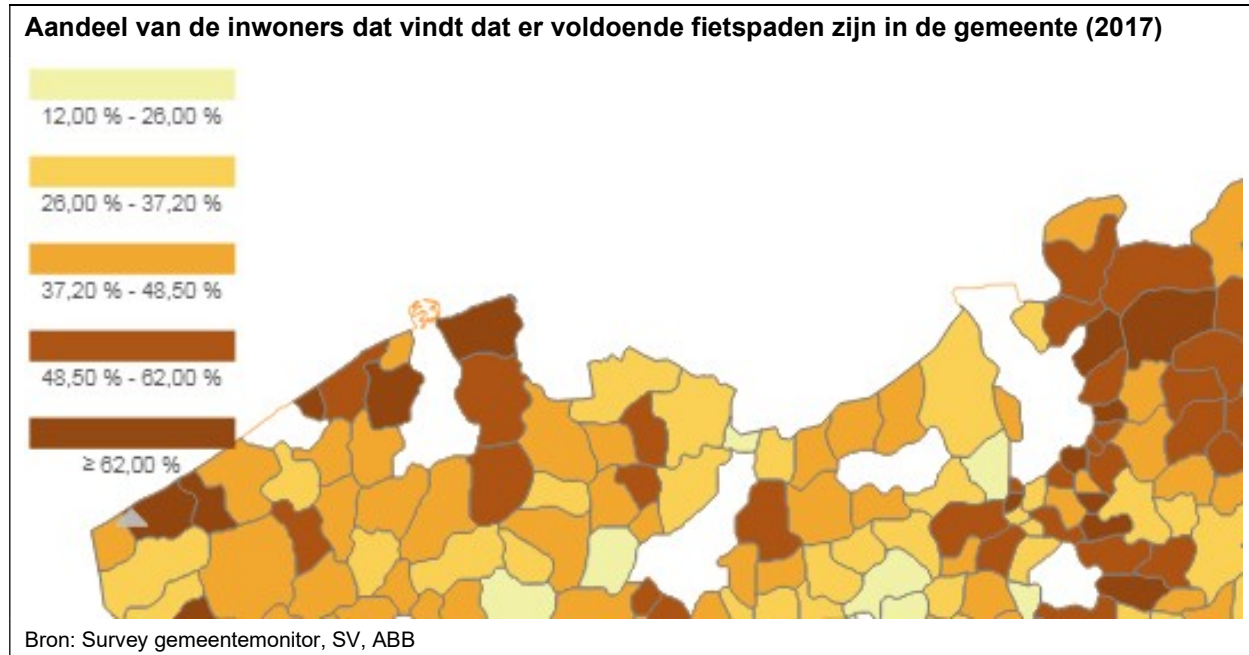 Aandeel van de inwoners dat vindt dat er voldoende fietspaden zijn in de gemeente (2017)
12,00 % - 26,00 %
26,00 % - 37,20 %
37,20 % - 48,50 %
48,50 % - 62,00 %
≥ 62,00 %
Bron: Survey gemeentemonitor, SV, ABB